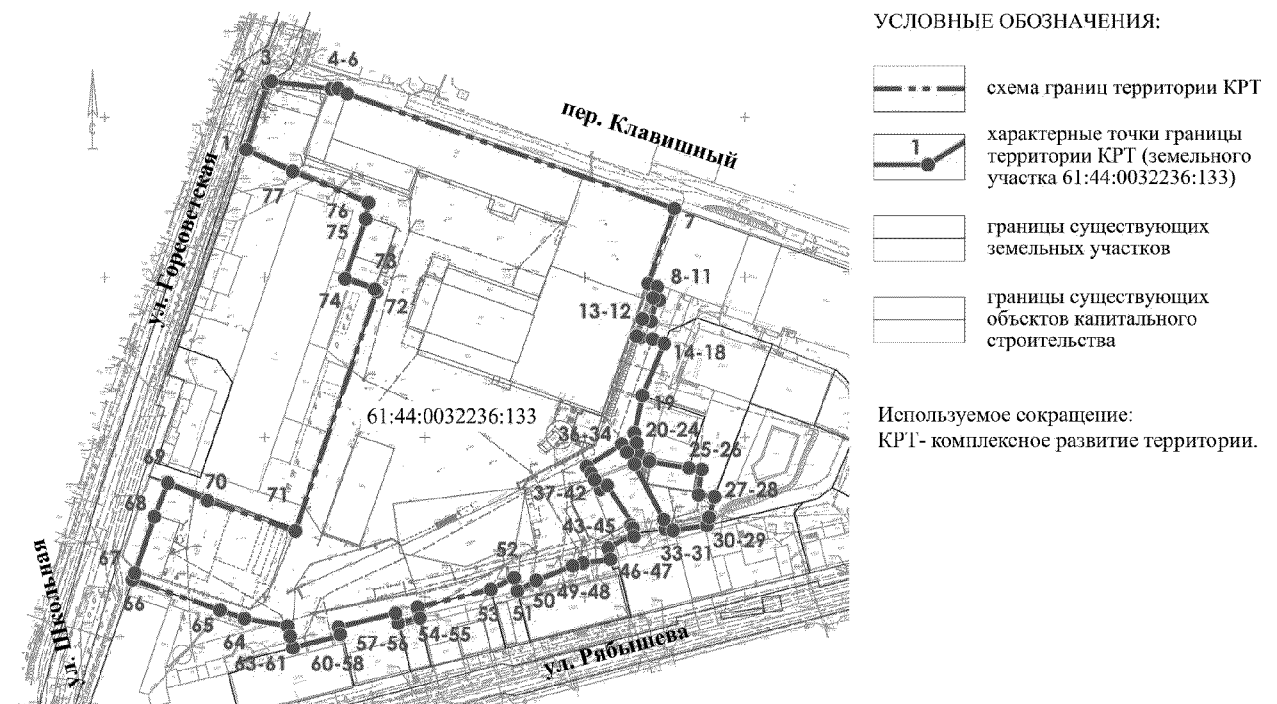 УСЛОВНЫЕ ОБОЗНАЧЕНИЯ:
схема границ территории КРТ
1
характерные точки границы
территории КРТ (земельного
участка 61:44:0032236:133)
границы существующих
земельных участков
границы существующих
объектов капитального
строительства
Используемое сокращение:
КРТ- комплексное развитие территории.
пер. Клавишный
ул. Горсоветская
ул. Школьная
ул. Рябышева
61:44:0032236:133
1
2
3
4-6
7
8-11
13-12
14-18
19
20-24
25-26
27-28
30-29
33-31
36-34
37-42
43-45
46-47
49-48
50
51
52
53
54-55
57-56
60-58
63-61
64
65
66
67
68
70
71
72
73
74
75
76
77